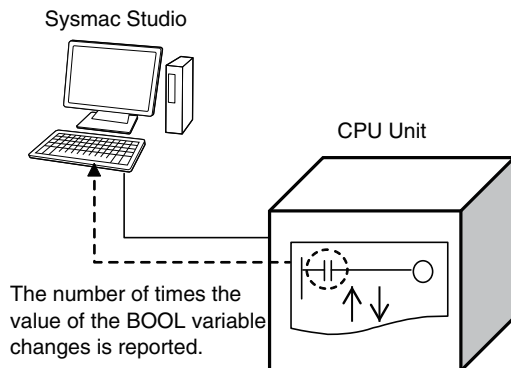 Sysmac Studio
CPU Unit
The number of times the
value of the BOOL variable
changes is reported.